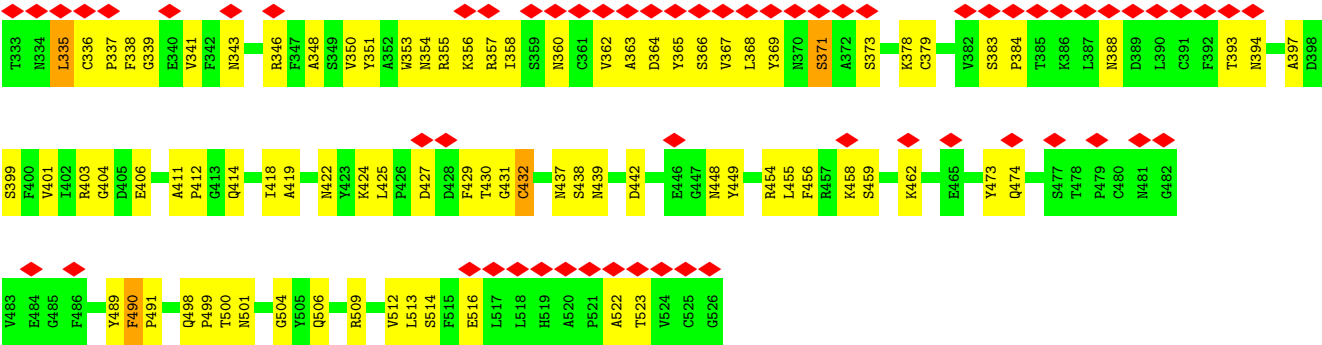 T333 N334 L335 C336 P337 F338 G339 E340 V341 F342 N343 R346 F347 A348 S349 V350 Y351 A352 W353 N354 R355 K356 R357 I358 S359 N360 C361 V362 A363 D364 Y365 S366 V367 L368 Y369 N370 S371 A372 S373 K378 C379 V382 S383 P384 T385 K386 L387 N388 D389 L390 C391 F392 T393 N394 A397 D398
S399 F400 V401 I402 R403 G404 D405 E406 A411 P412 G413 Q414 I418 A419 N422 Y423 K424 L425 P426 D427 D428 F429 T430 G431 C432 N437 S438 N439 D442 E446 G447 N448 Y449 R454 L455 F456 R457 K458 S459 K462 E465 Y473 Q474 S477 T478 P479 C480 N481 G482
V483 E484 G485 F486 Y489 F490 P491 Q498 P499 T500 N501 G504 Y505 Q506 R509 V512 L513 S514 F515 E516 L517 L518 H519 A520 P521 A522 T523 V524 C525 G526